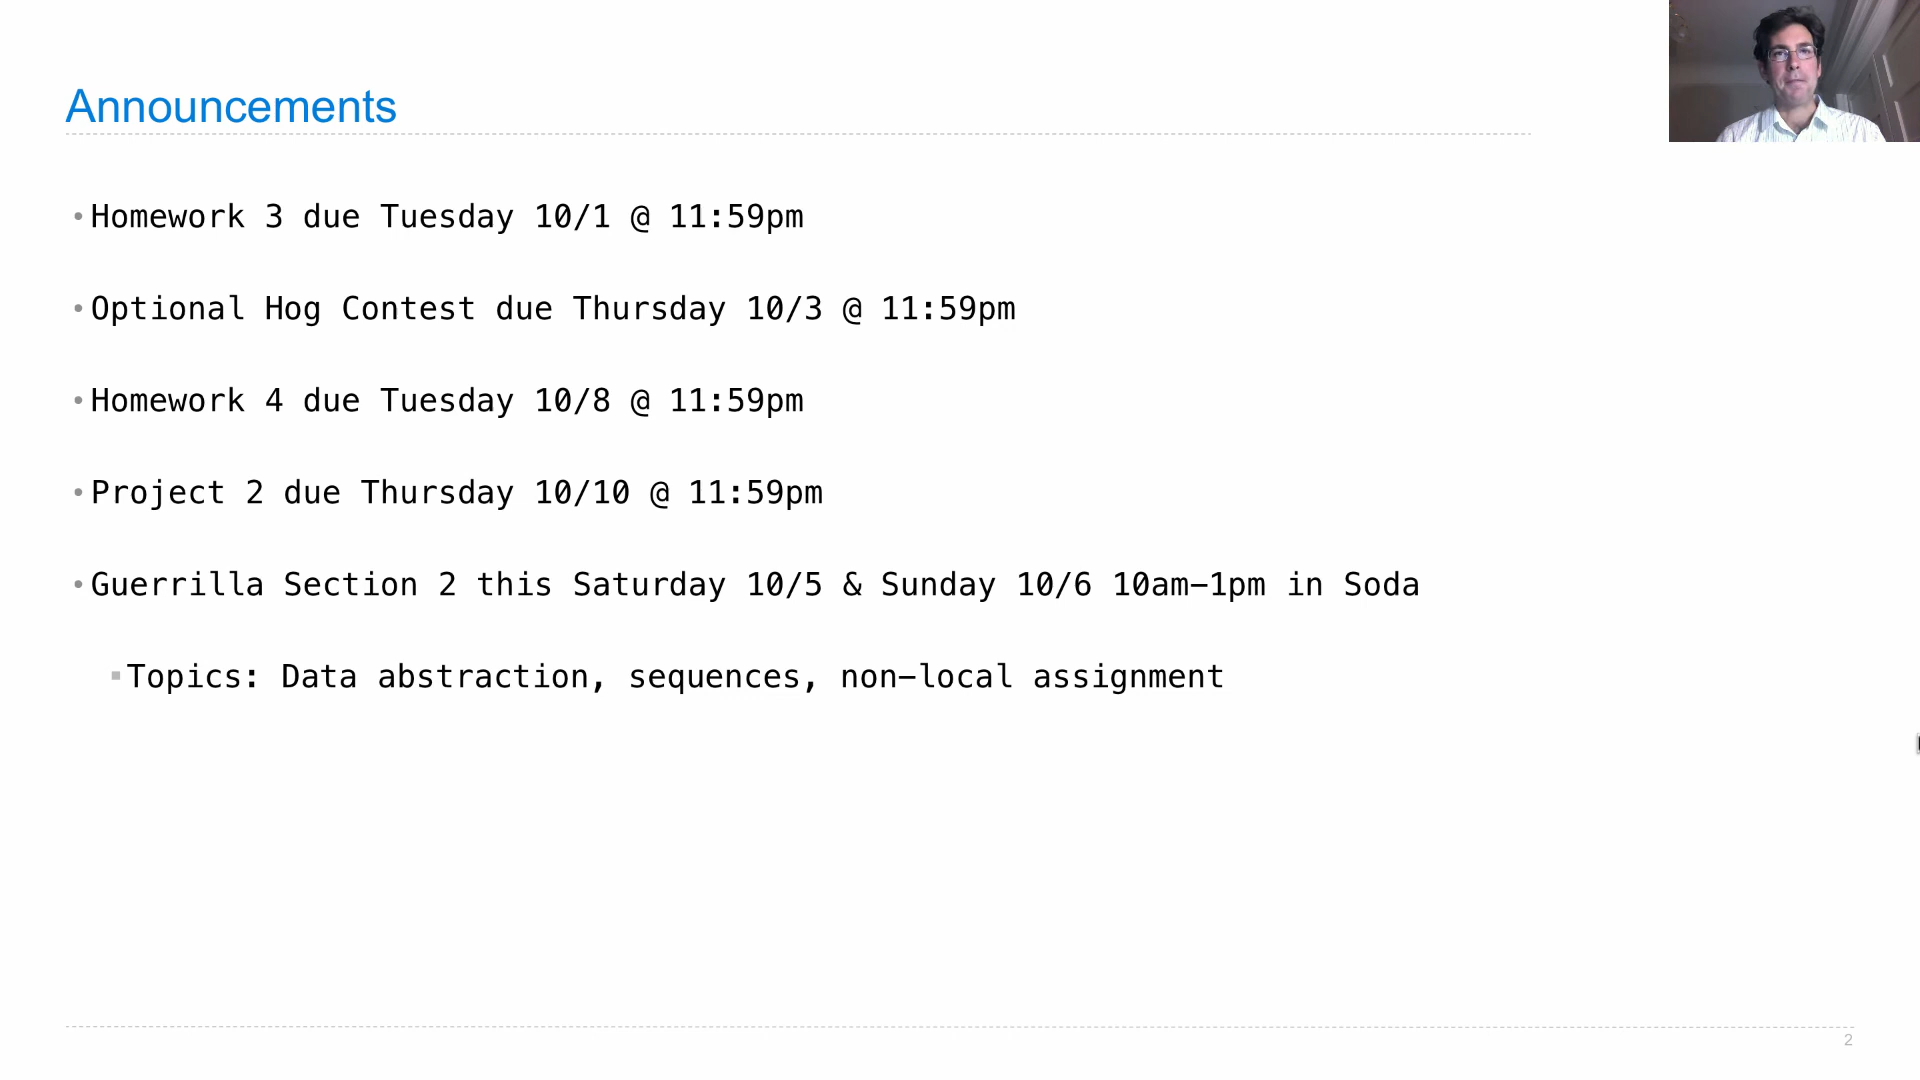 Announcements
•Homework 3 due Tuesday 10/1 @ 11:59pm
•Optional Hog Contest due Thursday 10/3 @ 11:59pm
•Homework 4 due Tuesday 10/8 @ 11:59pm
•Project 2 due Thursday 10/10 @ 11:59pm
•Guerrilla Section 2 this Saturday 10/5 & Sunday 10/6 10am–1pm in Soda
▪Topics: Data abstraction, sequences, non–local assignment
2